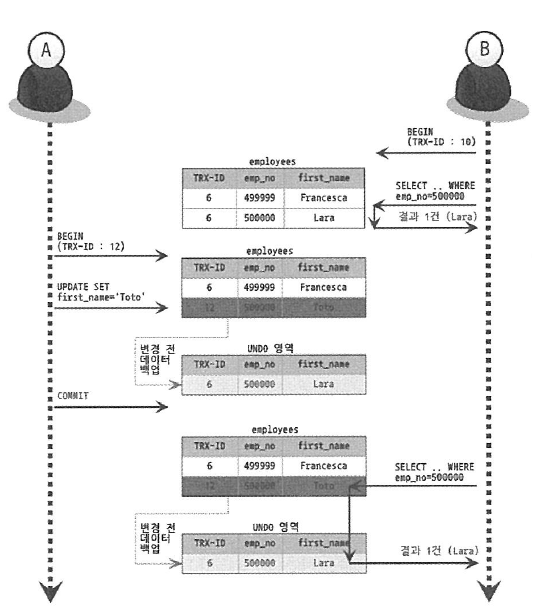 A
B
BEGIN
(TRX-ID : 10)
employees
TRX-ID emp_no first_name
6 499999 Francesca
6 500000 Lara
SELECT .. WHERE
emp_no=500000
결과 1건 (Lara)
BEGIN
(TRX-ID : 12)
employees
TRX-ID emp_no first_name
6 499999 Francesca
12 500000 Toto
UPDATE SET
first_name='Toto'
변경 전
데이터
백업
UNDO 영역
TRX-ID emp_no first_name
6 500000 Lara
COMMIT
employees
TRX-ID emp_no first_name
6 499999 Francesca
12 500000 Toto
SELECT .. WHERE
emp_no=500000
변경 전
데이터
백업
UNDO 영역
TRX-ID emp_no first_name
6 500000 Lara
결과 1건 (Lara)